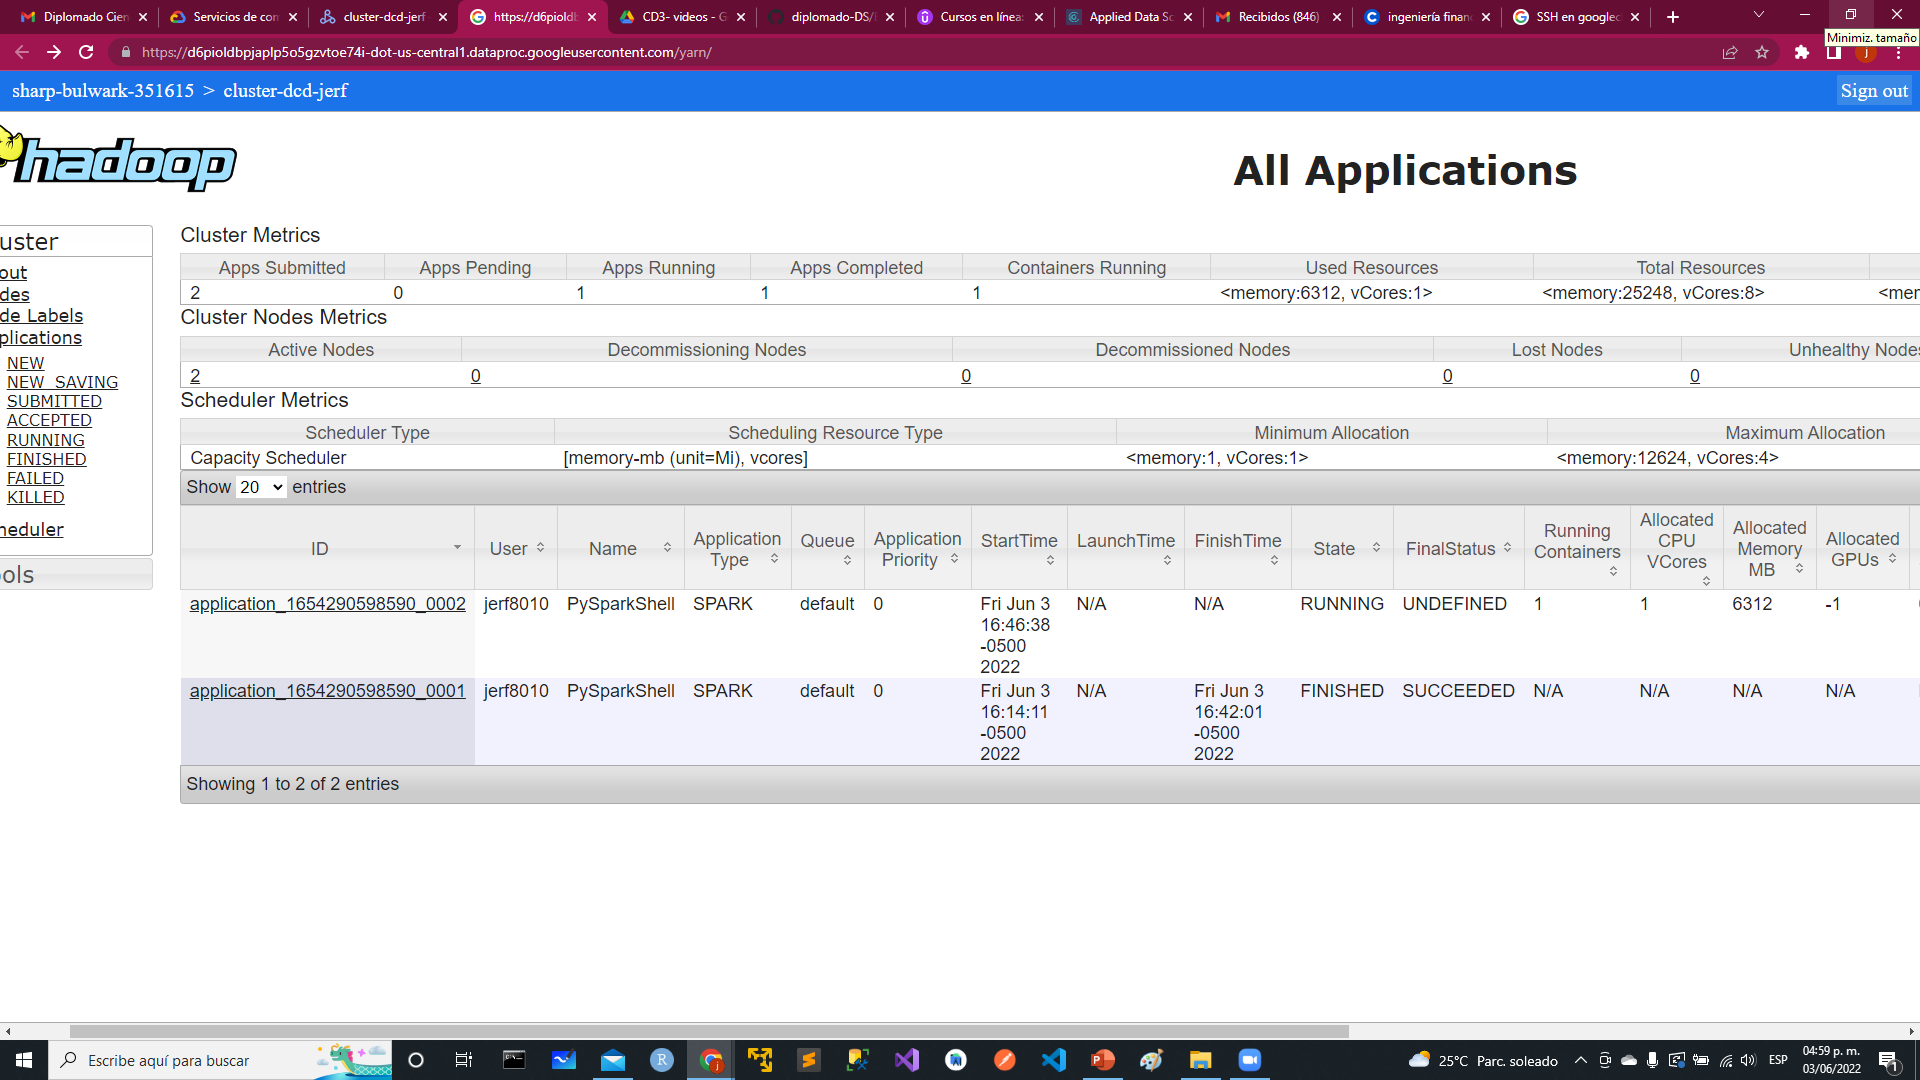 Diplomado Cien
Servicios de con
cluster-dcd-jerf
https://d6pioldb
CD3- videos - G
diplomado-DS/
Cursos en línea:
Applied Data Sc
Recibidos (846)
ingeniería finan
SSH en google
Minimiz. tamaño
https://d6pioldbpjaplp5o5gzvtoe74i-dot-us-central1.dataproc.googleusercontent.com/yarn/
sharp-bulwark-351615 > cluster-dcd-jerf
Sign out
hadoop
All Applications
uster
out
des
de Labels
plications
NEW
NEW_SAVING
SUBMITTED
ACCEPTED
RUNNING
FINISHED
FAILED
KILLED
heduler
ols
Cluster Metrics
Apps Submitted Apps Pending Apps Running Apps Completed Containers Running Used Resources Total Resources
2 0 1 1 1 <memory:6312, vCores:1> <memory:25248, vCores:8> <mem
Cluster Nodes Metrics
Active Nodes Decommissioning Nodes Decommissioned Nodes Lost Nodes Unhealthy Nodes
2 0 0 0 0
Scheduler Metrics
Scheduler Type Scheduling Resource Type Minimum Allocation Maximum Allocation
Capacity Scheduler [memory-mb (unit=Mi), vcores] <memory:1, vCores:1> <memory:12624, vCores:4>
Show 20 entries
ID User Name Application Type Queue Application Priority StartTime LaunchTime FinishTime State FinalStatus Running Containers Allocated CPU VCores Allocated Memory MB Allocated GPUs
application_1654290598590_0002 jerf8010 PySparkShell SPARK default 0 Fri Jun 3 16:46:38 -0500 2022 N/A N/A RUNNING UNDEFINED 1 1 6312 -1
application_1654290598590_0001 jerf8010 PySparkShell SPARK default 0 Fri Jun 3 16:14:11 -0500 2022 N/A Fri Jun 3 16:42:01 -0500 2022 FINISHED SUCCEEDED N/A N/A N/A N/A
Showing 1 to 2 of 2 entries
Escribe aquí para buscar
25°C Parc. soleado
ESP
04:59 p. m.
03/06/2022
1